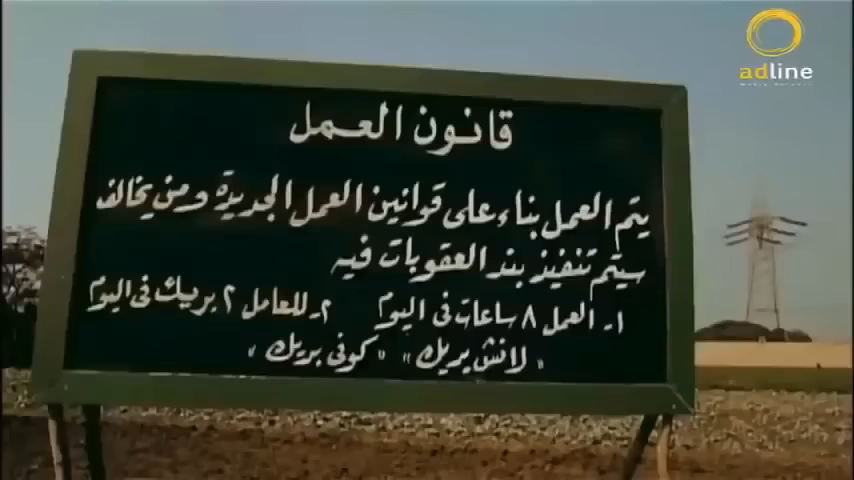 adline
قانون العمل
يتم العمل بناء على قوانين العمل الجديدة ومن يخالف
سيتم تنفيذ بند العقوبات فيه
١- العمل ٨ ساعات فى اليوم ٢- للعامل ٢ بريك فى اليوم
"لانش بريك" "كوفى بريك"